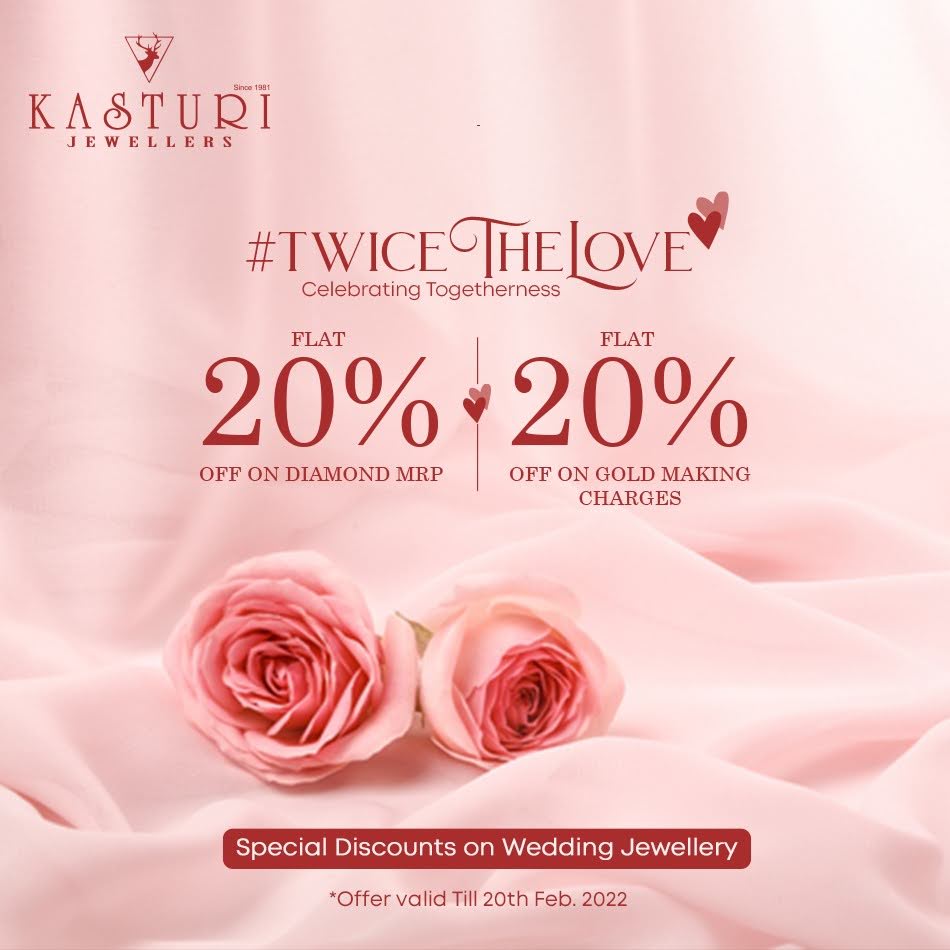 Since 1981
KASTURI
JEWELLERS
#TWICETHELOVE
Celebrating Togetherness
FLAT
20%
OFF ON DIAMOND MRP
FLAT
20%
OFF ON GOLD MAKING
CHARGES
Special Discounts on Wedding Jewellery
*Offer valid Till 20th Feb. 2022